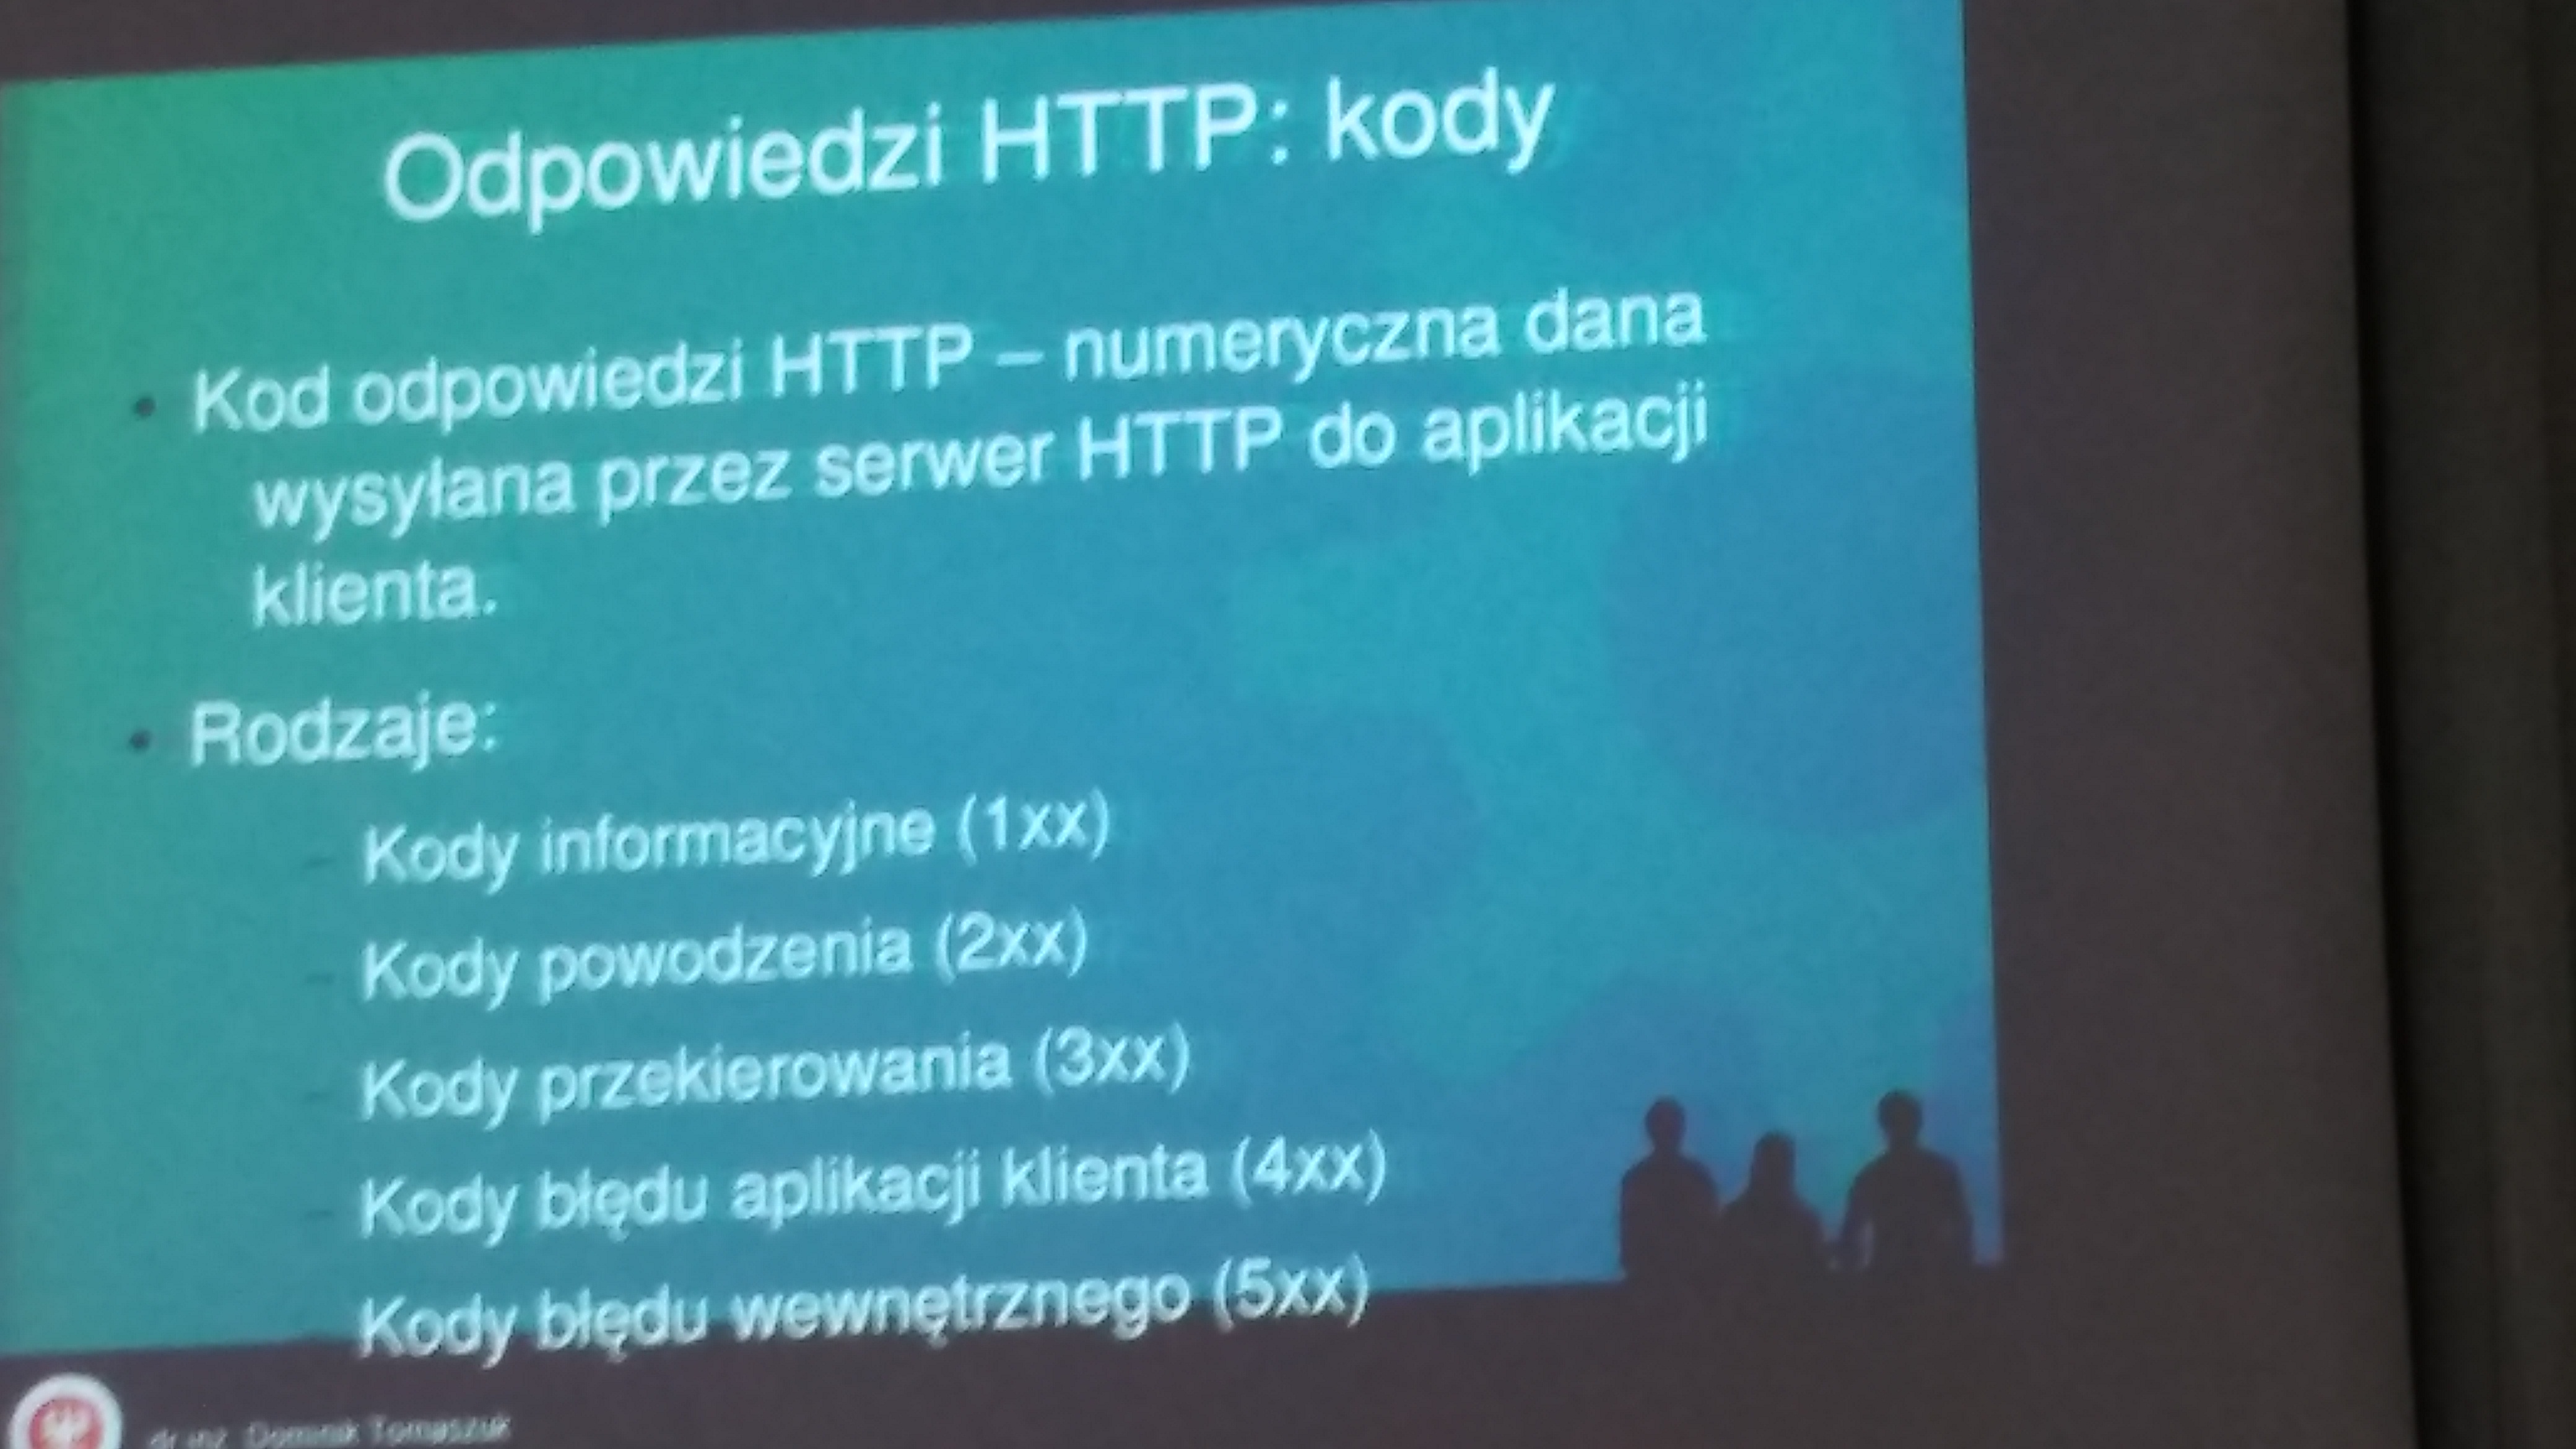 Odpowiedzi HTTP: kody
• Kod odpowiedzi HTTP – numeryczna dana
wysyłana przez serwer HTTP do aplikacji
klienta.
• Rodzaje:
– Kody informacyjne (1xx)
– Kody powodzenia (2xx)
– Kody przekierowania (3xx)
– Kody błędu aplikacji klienta (4xx)
Kody błędu wewnętrznego (5xx)
dr inż. Dominik Tomaszuk